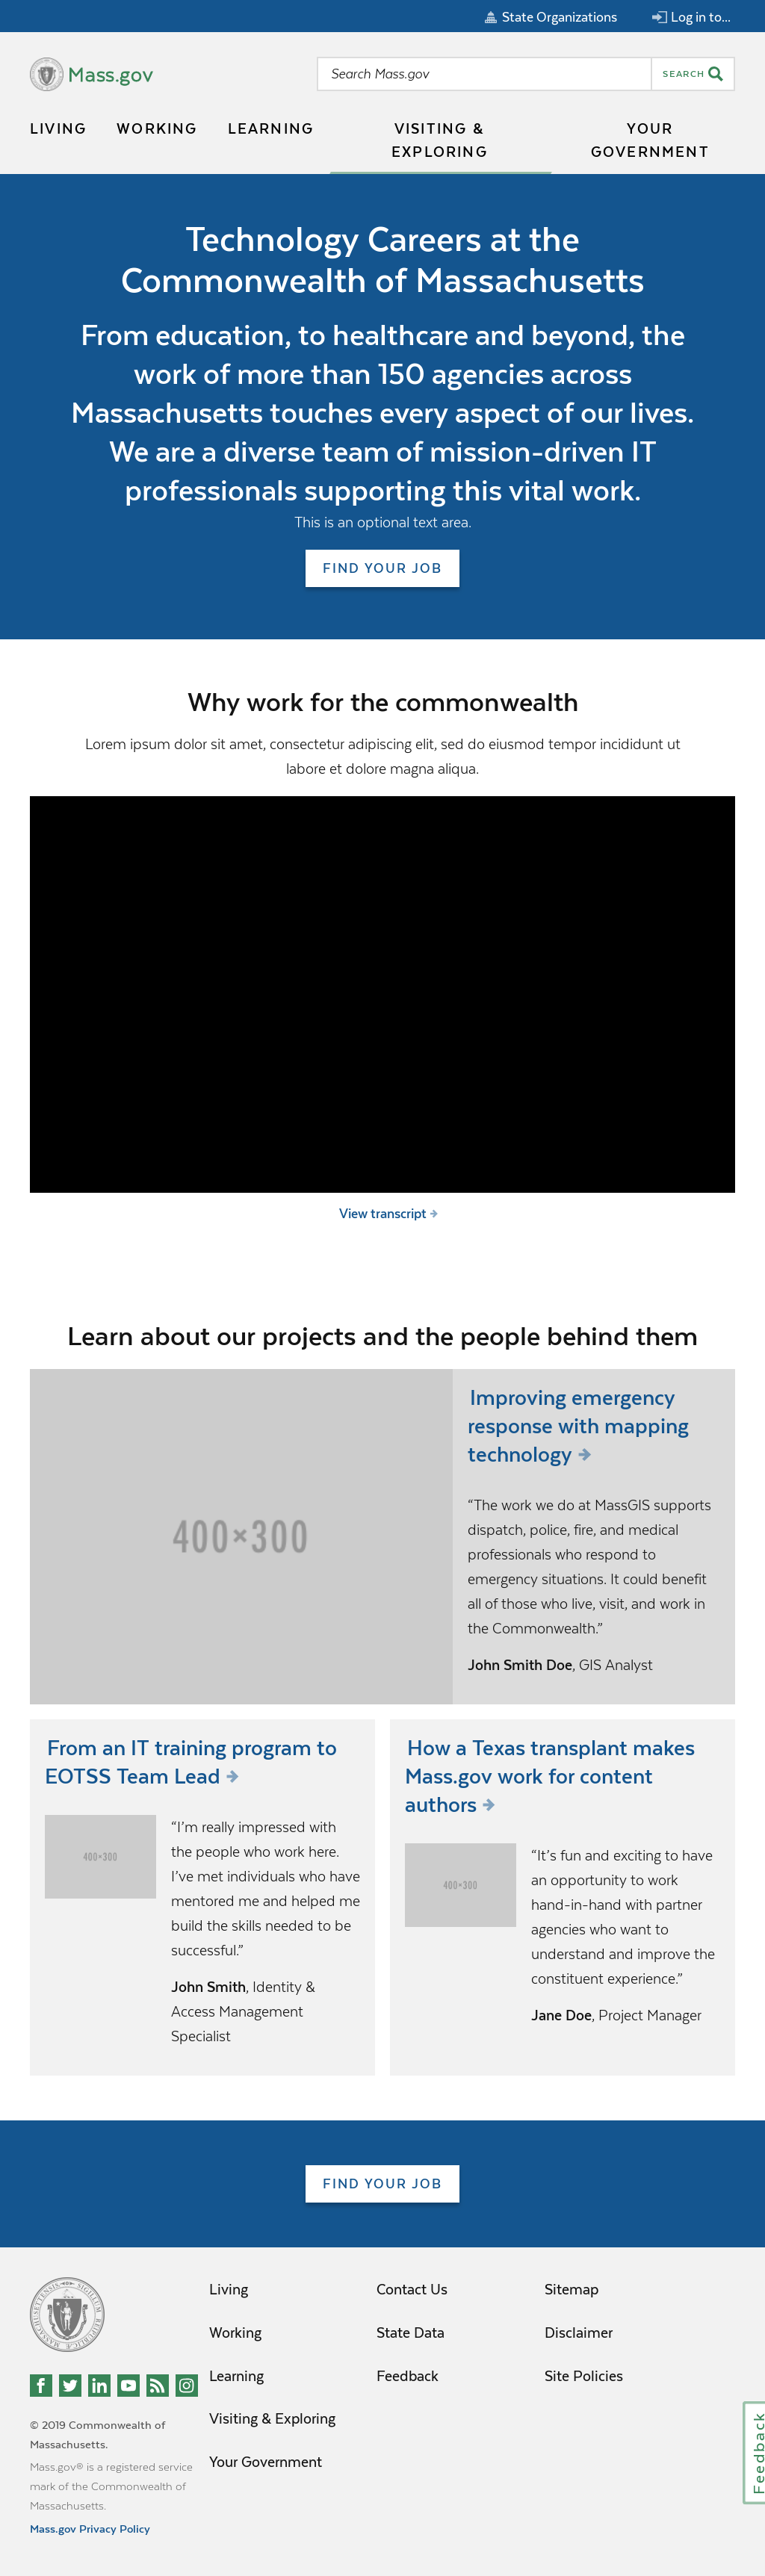 State Organizations
Log in to...
Mass.gov
Search Mass.gov
SEARCH
LIVING
WORKING
LEARNING
VISITING &
EXPLORING
YOUR
GOVERNMENT
Technology Careers at the
Commonwealth of Massachusetts
From education, to healthcare and beyond, the
work of more than 150 agencies across
Massachusetts touches every aspect of our lives.
We are a diverse team of mission-driven IT
professionals supporting this vital work.
This is an optional text area.
FIND YOUR JOB
Why work for the commonwealth
Lorem ipsum dolor sit amet, consectetur adipiscing elit, sed do eiusmod tempor incididunt ut
labore et dolore magna aliqua.
View transcript
Learn about our projects and the people behind them
400×300
Improving emergency
response with mapping
technology
“The work we do at MassGIS supports
dispatch, police, fire, and medical
professionals who respond to
emergency situations. It could benefit
all of those who live, visit, and work in
the Commonwealth.”
John Smith Doe, GIS Analyst
From an IT training program to
EOTSS Team Lead
400×300
“I’m really impressed with
the people who work here.
I’ve met individuals who have
mentored me and helped me
build the skills needed to be
successful.”
John Smith, Identity &
Access Management
Specialist
How a Texas transplant makes
Mass.gov work for content
authors
400×300
“It’s fun and exciting to have
an opportunity to work
hand-in-hand with partner
agencies who want to
understand and improve the
constituent experience.”
Jane Doe, Project Manager
FIND YOUR JOB
Living
Working
Learning
Visiting & Exploring
Your Government
Contact Us
State Data
Feedback
Sitemap
Disclaimer
Site Policies
© 2019 Commonwealth of
Massachusetts.
Mass.gov® is a registered service
mark of the Commonwealth of
Massachusetts.
Mass.gov Privacy Policy
Feedback